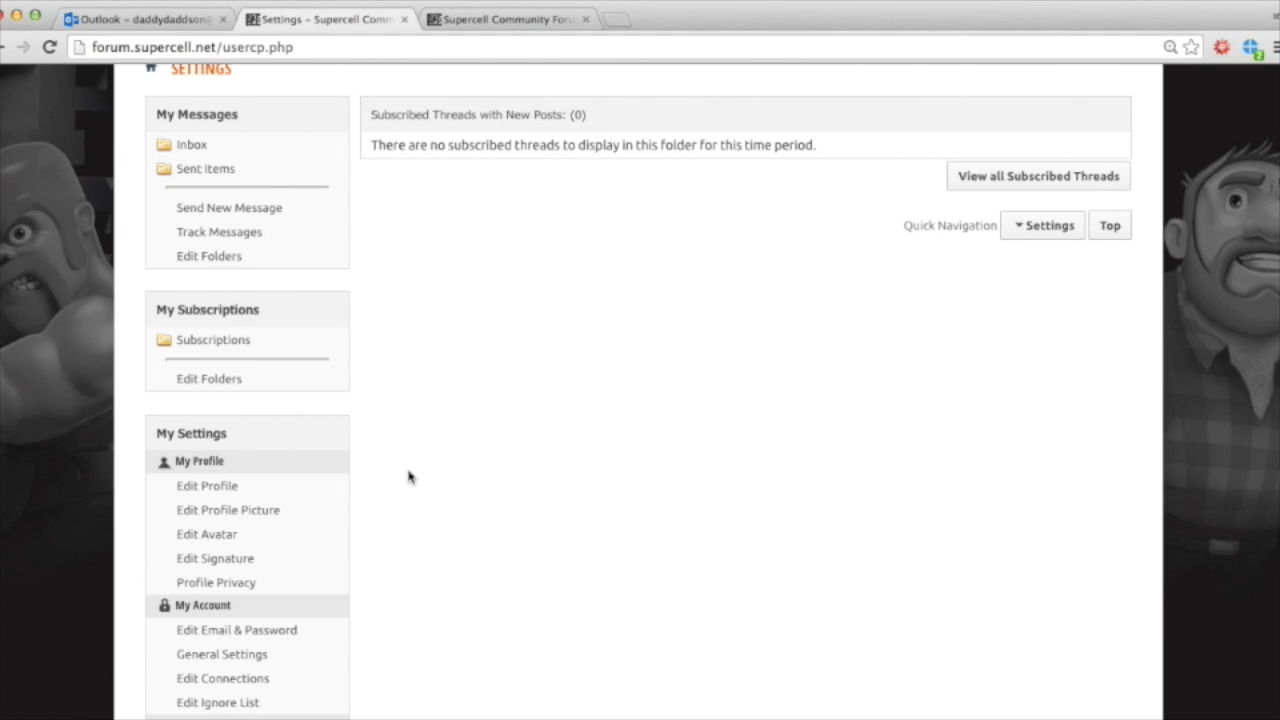 Outlook – daddydaddson
Settings – Supercell Comm
Supercell Community Foru
forum.supercell.net/usercp.php
2
SETTINGS
My Messages
Inbox
Sent Items
Send New Message
Track Messages
Edit Folders
My Subscriptions
Subscriptions
Edit Folders
My Settings
My Profile
Edit Profile
Edit Profile Picture
Edit Avatar
Edit Signature
Profile Privacy
My Account
Edit Email & Password
General Settings
Edit Connections
Edit Ignore List
Subscribed Threads with New Posts: (0)
There are no subscribed threads to display in this folder for this time period.
View all Subscribed Threads
Quick Navigation Settings Top